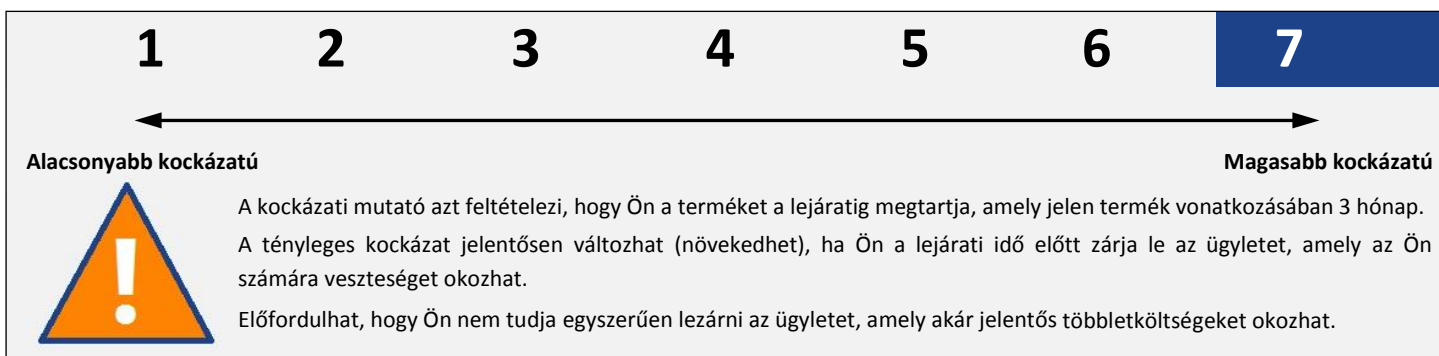 1 2 3 4 5 6 7
Alacsonyabb kockázatú Magasabb kockázatú
A kockázati mutató azt feltételezi, hogy Ön a terméket a lejáratig megtartja, amely jelen termék vonatkozásában 3 hónap.
A tényleges kockázat jelentősen változhat (növekedhet), ha Ön a lejárati idő előtt zárja le az ügyletet, amely az Ön
számára veszteséget okozhat.
Előfordulhat, hogy Ön nem tudja egyszerűen lezárni az ügyletet, amely akár jelentős többletköltségeket okozhat.